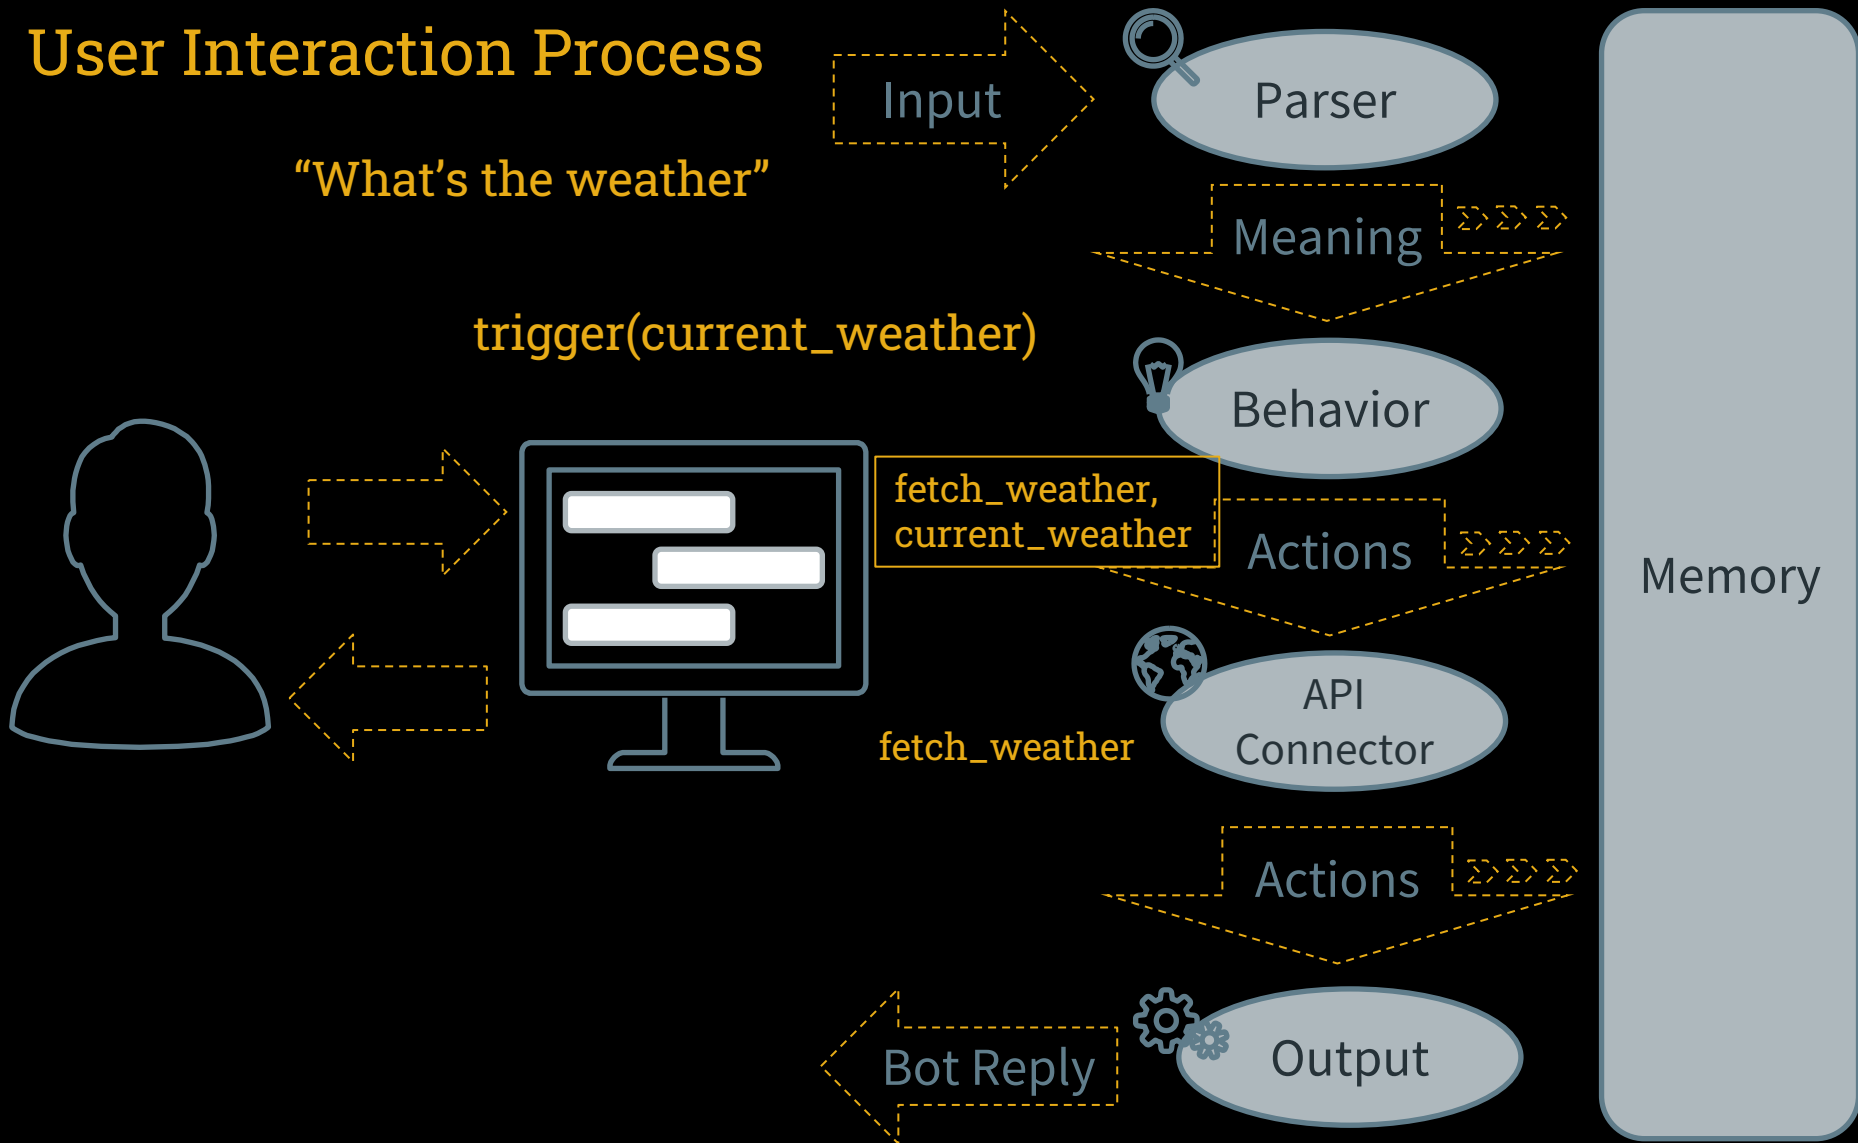 User Interaction Process
Input
Parser
“What’s the weather”
Meaning
trigger(current_weather)
Behavior
fetch_weather,
current_weather
Actions
Memory
API
Connector
fetch_weather
Actions
Output
Bot Reply